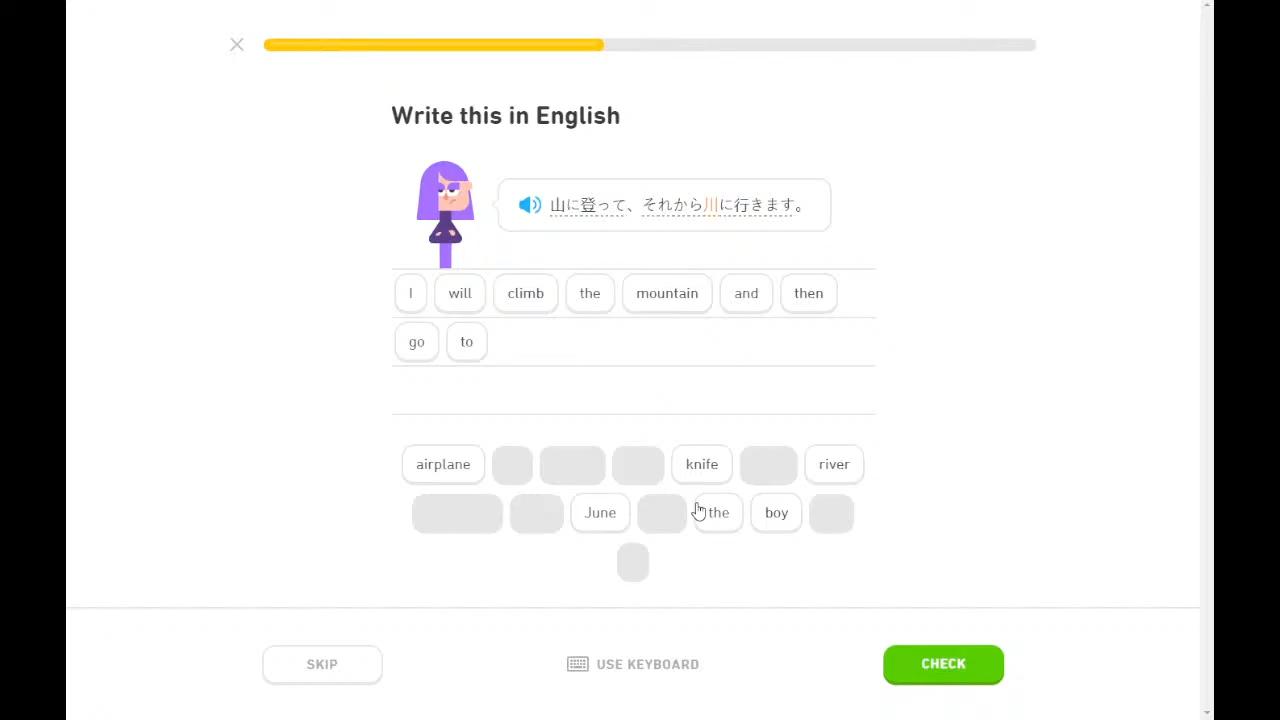 Write this in English
山に登って、それから川に行きます。
I will climb the mountain and then
go to
airplane knife river
June the boy
SKIP USE KEYBOARD CHECK